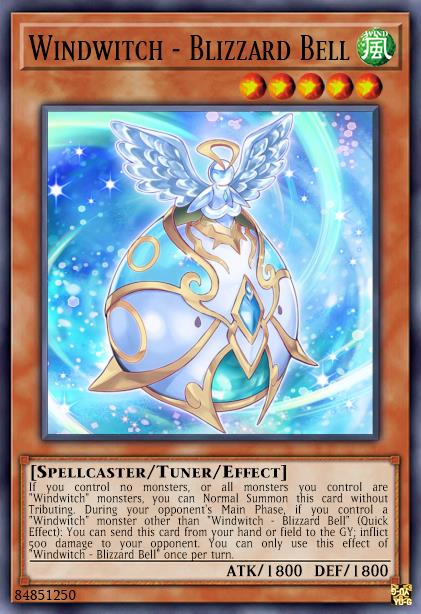 Windwitch - Blizzard Bell
WIND
風
[Spellcaster/Tuner/Effect]
If you control no monsters, or all monsters you control are
"Windwitch" monsters, you can Normal Summon this card without
Tributing. During your opponent's Main Phase, if you control a
"Windwitch" monster other than "Windwitch - Blizzard Bell" (Quick
Effect): You can send this card from your hand or field to the GY; inflict
500 damage to your opponent. You can only use this effect of
"Windwitch - Blizzard Bell" once per turn.
ATK/1800 DEF/1800
84851250